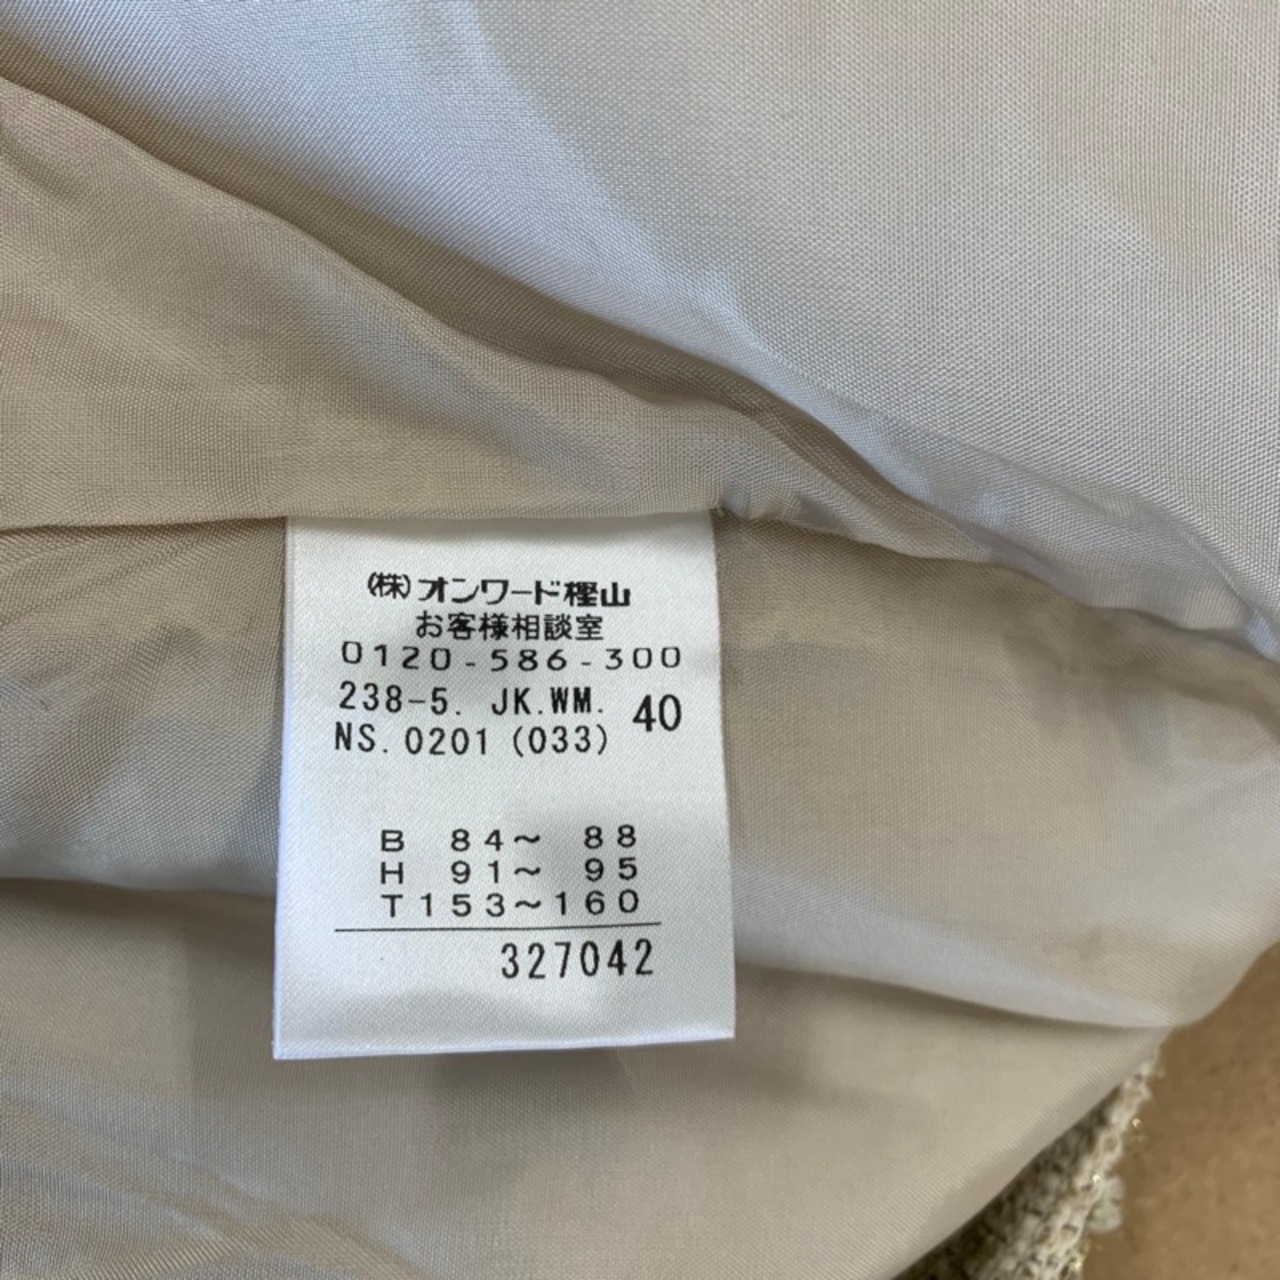 (株)オンワード樫山
お客様相談室
0120-586-300
238-5. JK.WM. 40
NS.0201(033)
B 84～ 88
H 91～ 95
T153～160
327042